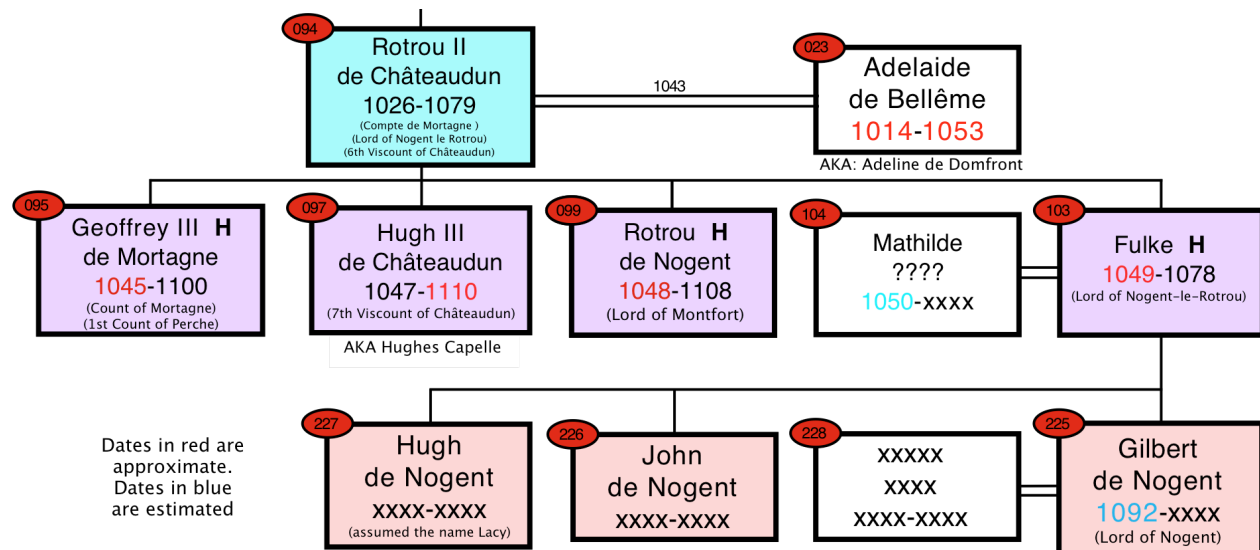 094
Rotrou II
de Châteaudun
1026-1079
(Compte de Mortagne )
(Lord of Nogent le Rotrou)
(6th Viscount of Châteaudun)
1043
023
Adelaide
de Bellême
1014-1053
AKA: Adeline de Domfront
095
Geoffrey III H
de Mortagne
1045-1100
(Count of Mortagne)
(1st Count of Perche)
097
Hugh III
de Châteaudun
1047-1110
(7th Viscount of Châteaudun)
AKA Hughes Capelle
099
Rotrou H
de Nogent
1048-1108
(Lord of Montfort)
104
Mathilde
????
1050-xxxx
103
Fulke H
1049-1078
(Lord of Nogent-le-Rotrou)
Dates in red are
approximate.
Dates in blue
are estimated
227
Hugh
de Nogent
xxxx-xxxx
(assumed the name Lacy)
226
John
de Nogent
xxxx-xxxx
228
xxxxx
xxxx
xxxx-xxxx
225
Gilbert
de Nogent
1092-xxxx
(Lord of Nogent)